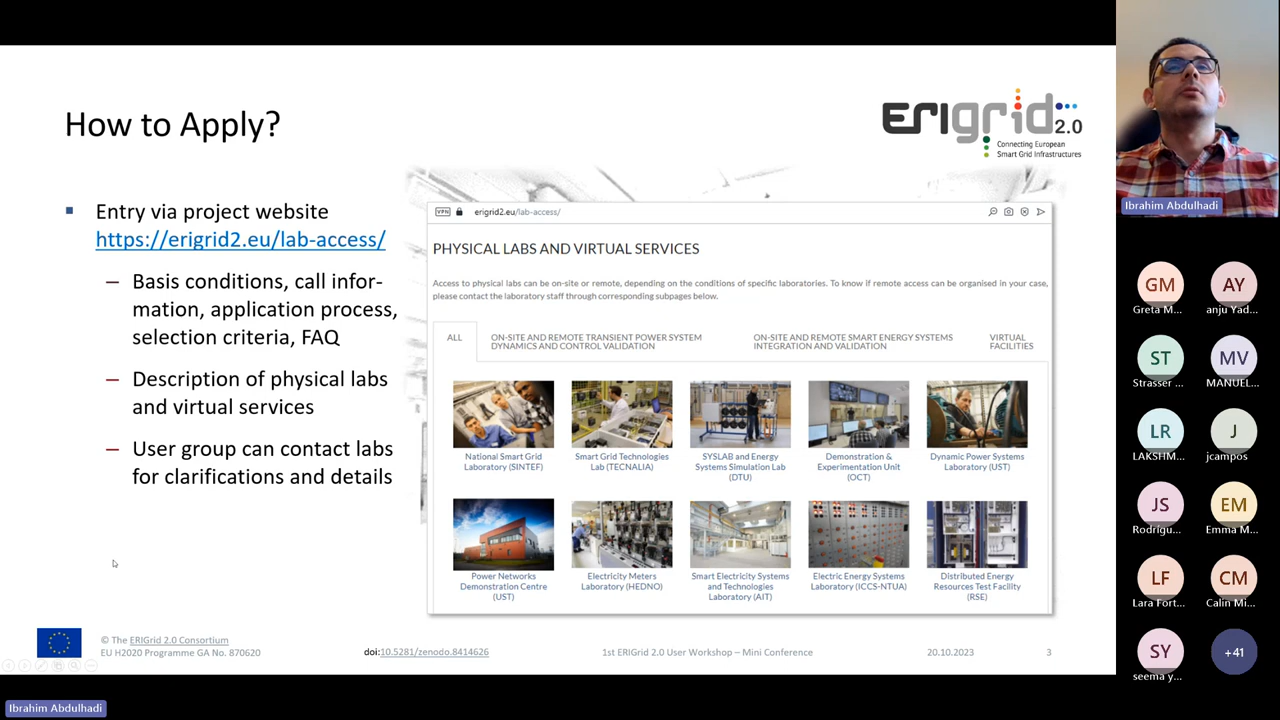 How to Apply?
ERIgrid 2.0
Connecting European
Smart Grid Infrastructures
Entry via project website
https://erigrid2.eu/lab-access/
– Basis conditions, call infor-
mation, application process,
selection criteria, FAQ
– Description of physical labs
and virtual services
– User group can contact labs
for clarifications and details
VPN erigrid2.eu/lab-access/
PHYSICAL LABS AND VIRTUAL SERVICES
Access to physical labs can be on-site or remote, depending on the conditions of specific laboratories. To know if remote access can be organised in your case,
please contact the laboratory staff through corresponding subpages below.
ALL
ON-SITE AND REMOTE TRANSIENT POWER SYSTEM
DYNAMICS AND CONTROL VALIDATION
ON-SITE AND REMOTE SMART ENERGY SYSTEMS
INTEGRATION AND VALIDATION
VIRTUAL
FACILITIES
National Smart Grid
Laboratory (SINTEF)
Smart Grid Technologies
Lab (TECNALIA)
SYSLAB and Energy
Systems Simulation Lab
(DTU)
Demonstration &
Experimentation Unit
(OCT)
Dynamic Power Systems
Laboratory (UST)
Power Networks
Demonstration Centre
(UST)
Electricity Meters
Laboratory (HEDNO)
Smart Electricity Systems
and Technologies
Laboratory (AIT)
Electric Energy Systems
Laboratory (ICCS-NTUA)
Distributed Energy
Resources Test Facility
(RSE)
© The ERIGrid 2.0 Consortium
EU H2020 Programme GA No. 870620
doi:10.5281/zenodo.8414626
1st ERIGrid 2.0 User Workshop – Mini Conference
20.10.2023
3
Ibrahim Abdulhadi
Ibrahim Abdulhadi
GM
Greta M...
AY
anju Yad...
ST
Strasser ...
MV
MANUEL...
LR
LAKSHM...
J
jcampos
JS
Rodrígu...
EM
Emma M...
LF
Lara Fort...
CM
Calin Mi...
SY
seema y...
+41